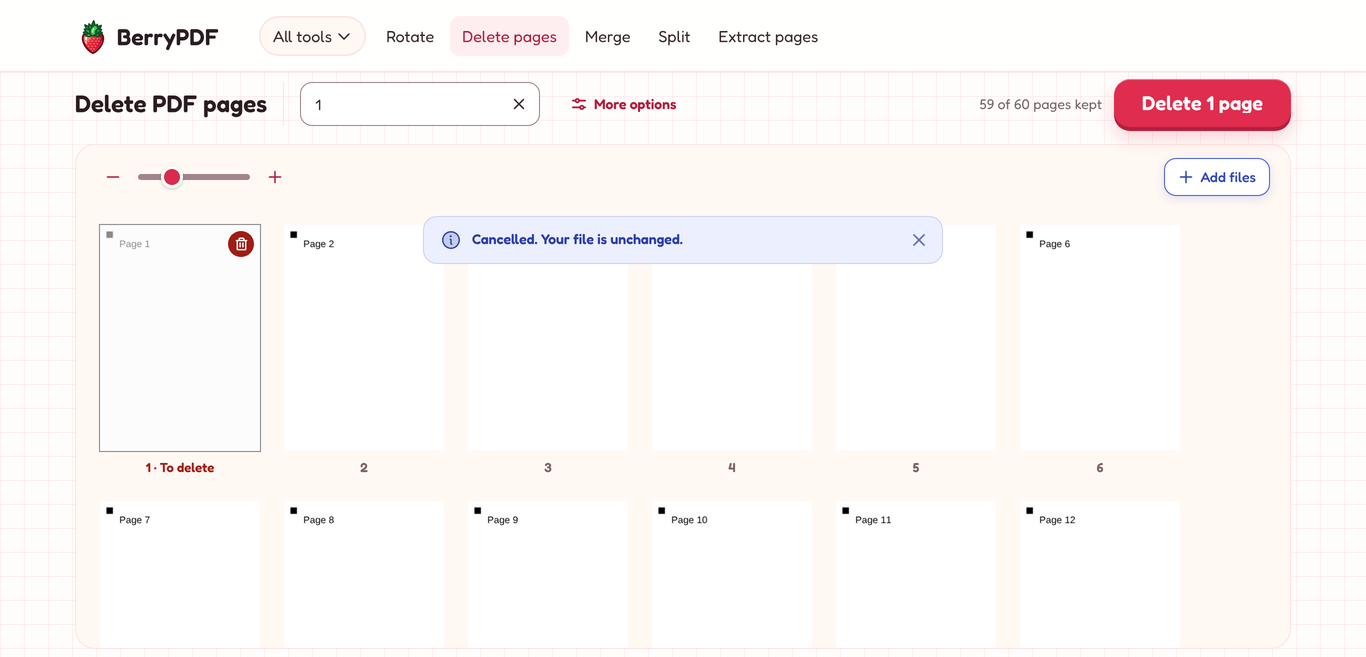 BerryPDF
All tools
Rotate
Delete pages
Merge
Split
Extract pages
Delete PDF pages
1
More options
59 of 60 pages kept
Delete 1 page
Add files
Cancelled. Your file is unchanged.
Page 1
Page 2
Page 6
1 · To delete
2
3
4
5
6
Page 7
Page 8
Page 9
Page 10
Page 11
Page 12